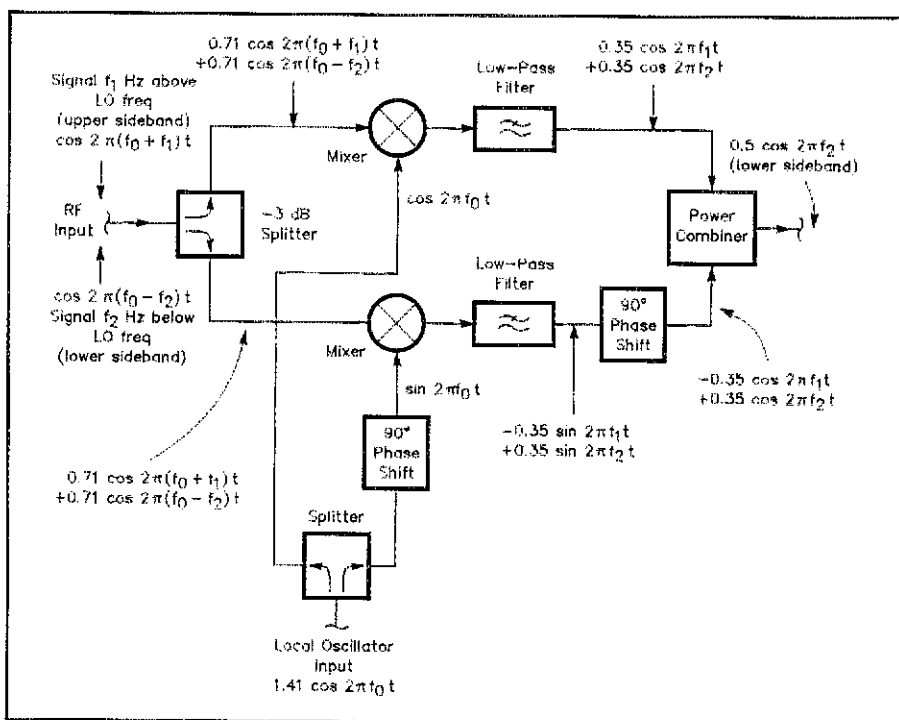 0.71 cos 2π(f₀ + f₁) t
+0.71 cos 2π(f₀ − f₂) t
0.35 cos 2πf₁t
+0.35 cos 2πf₂t
Signal f₁ Hz above
LO freq
(upper sideband)
cos 2 π(f₀ + f₁) t
Low-Pass
Filter
Mixer
0.5 cos 2πf₂t
(lower sideband)
cos 2πf₀ t
RF
Input
−3 dB
Splitter
Power
Combiner
cos 2 π(f₀ − f₂) t
Signal f₂ Hz below
LO freq
(lower sideband)
Low-Pass
Filter
Mixer
90°
Phase
Shift
sin 2πf₀ t
−0.35 cos 2πf₁t
+0.35 cos 2πf₂t
90°
Phase
Shift
−0.35 sin 2πf₁t
+0.35 sin 2πf₂t
0.71 cos 2π(f₀ + f₁) t
+0.71 cos 2π(f₀ − f₂) t
Splitter
Local Oscillator
Input
1.41 cos 2πf₀ t